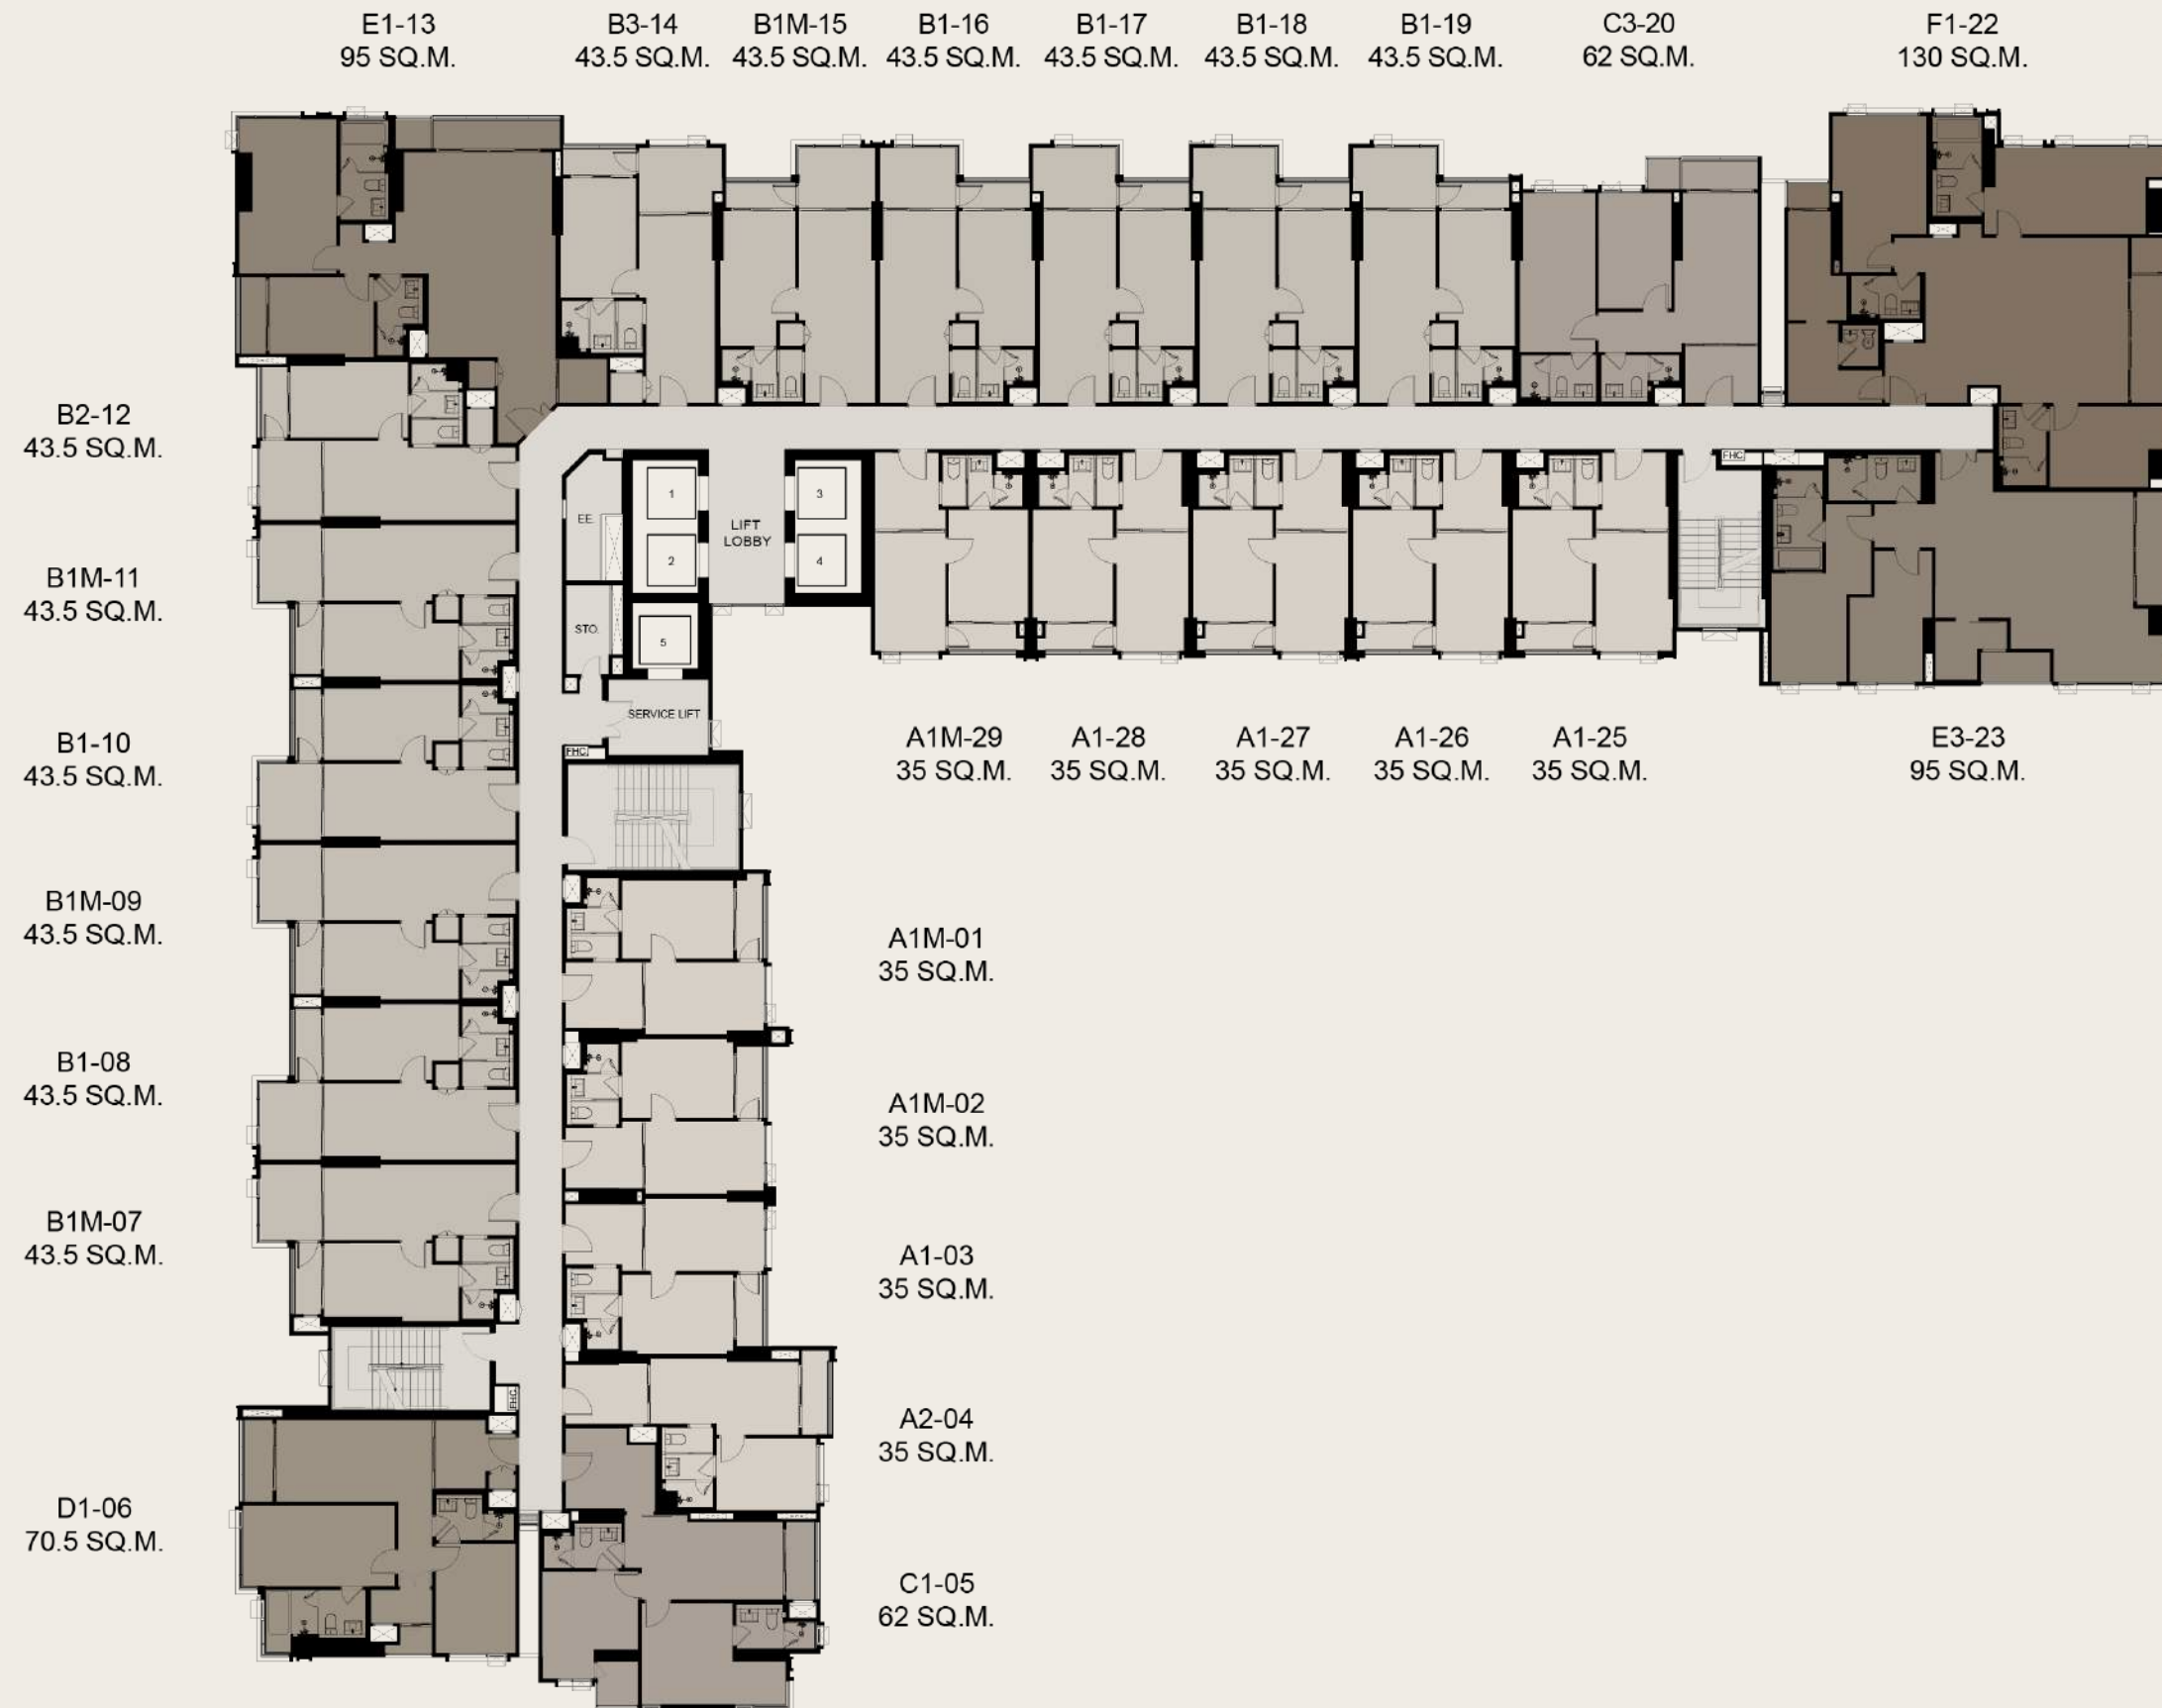 E1-13
95 SQ.M.
B3-14
43.5 SQ.M.
B1M-15
43.5 SQ.M.
B1-16
43.5 SQ.M.
B1-17
43.5 SQ.M.
B1-18
43.5 SQ.M.
B1-19
43.5 SQ.M.
C3-20
62 SQ.M.
F1-22
130 SQ.M.
B2-12
43.5 SQ.M.
FHC
1
3
LIFT
LOBBY
EE.
2
4
B1M-11
43.5 SQ.M.
STO.
5
SERVICE LIFT
FHC.
B1-10
43.5 SQ.M.
A1M-29
35 SQ.M.
A1-28
35 SQ.M.
A1-27
35 SQ.M.
A1-26
35 SQ.M.
A1-25
35 SQ.M.
E3-23
95 SQ.M.
B1M-09
43.5 SQ.M.
A1M-01
35 SQ.M.
B1-08
43.5 SQ.M.
A1M-02
35 SQ.M.
B1M-07
43.5 SQ.M.
A1-03
35 SQ.M.
FHC
A2-04
35 SQ.M.
D1-06
70.5 SQ.M.
C1-05
62 SQ.M.